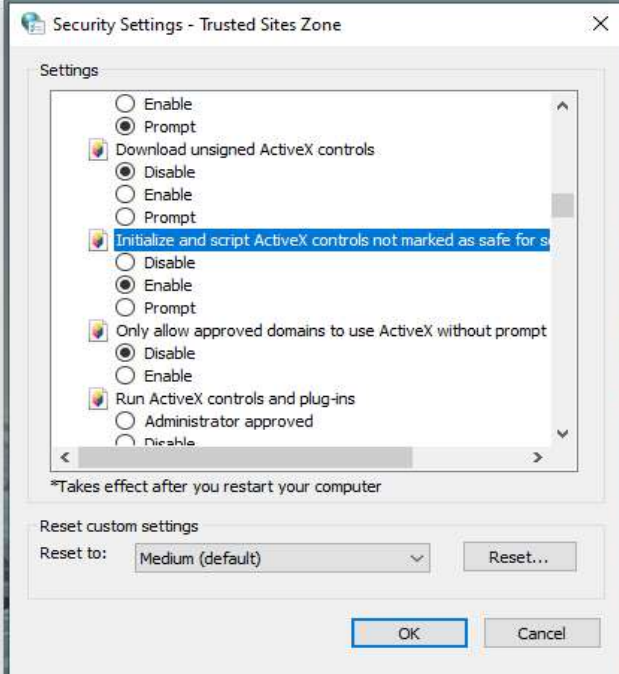 Security Settings - Trusted Sites Zone
Settings
Enable
Prompt
Download unsigned ActiveX controls
Disable
Enable
Prompt
Initialize and script ActiveX controls not marked as safe for s
Disable
Enable
Prompt
Only allow approved domains to use ActiveX without prompt
Disable
Enable
Run ActiveX controls and plug-ins
Administrator approved
Disable
*Takes effect after you restart your computer
Reset custom settings
Reset to: Medium (default) Reset...
OK Cancel